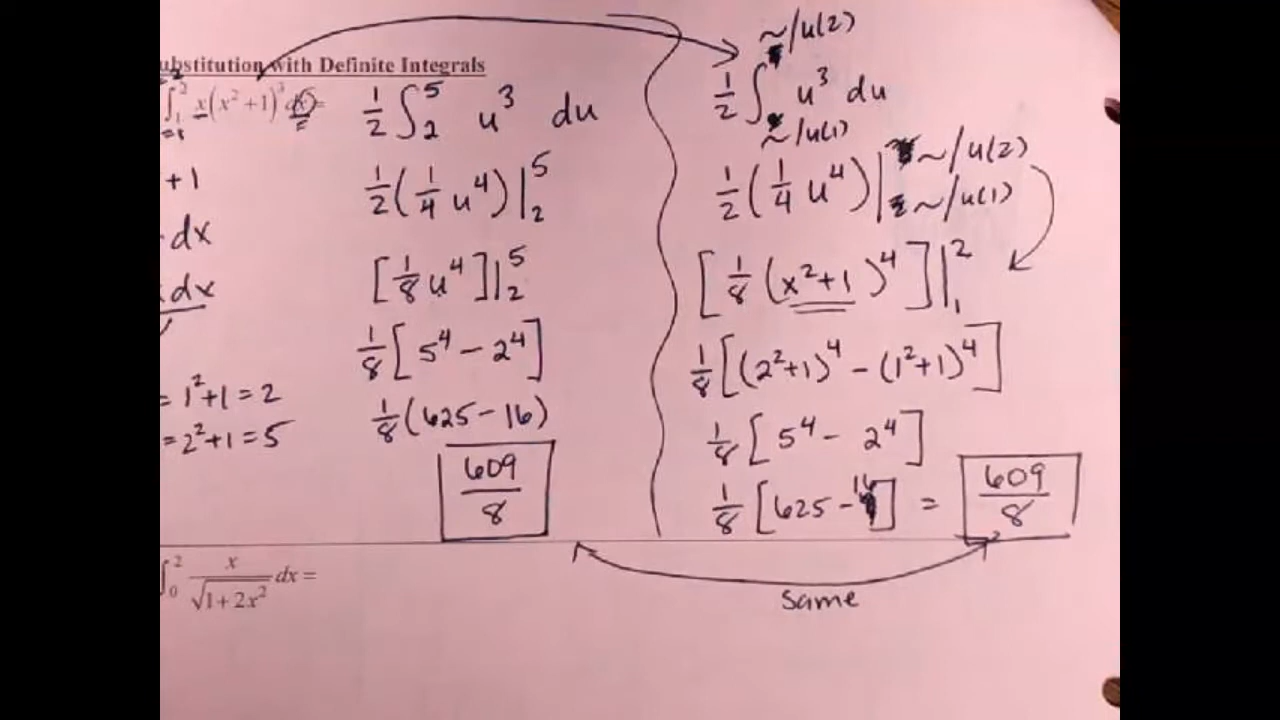 ubstitution with Definite Integrals
∫₁² x(x² + 1)³ dx =
+ 1
dx
dx
= 1² + 1 = 2
= 2² + 1 = 5
1/2 ∫₂⁵ u³ du
1/2 (1/4 u⁴) |₂⁵
[1/8 u⁴] |₂⁵
1/8 [5⁴ − 2⁴]
1/8 (625 − 16)
609/8
~/u(2)
1/2 ∫ u³ du
~/u(1)
1/2 (1/4 u⁴) | ~/u(2)
~/u(1)
[1/8 (x² + 1)⁴] |₁²
1/8 [(2² + 1)⁴ − (1² + 1)⁴]
1/8 [5⁴ − 2⁴]
1/8 [625 − 16] = 609/8
same
∫₀² x/√(1 + 2x²) dx =